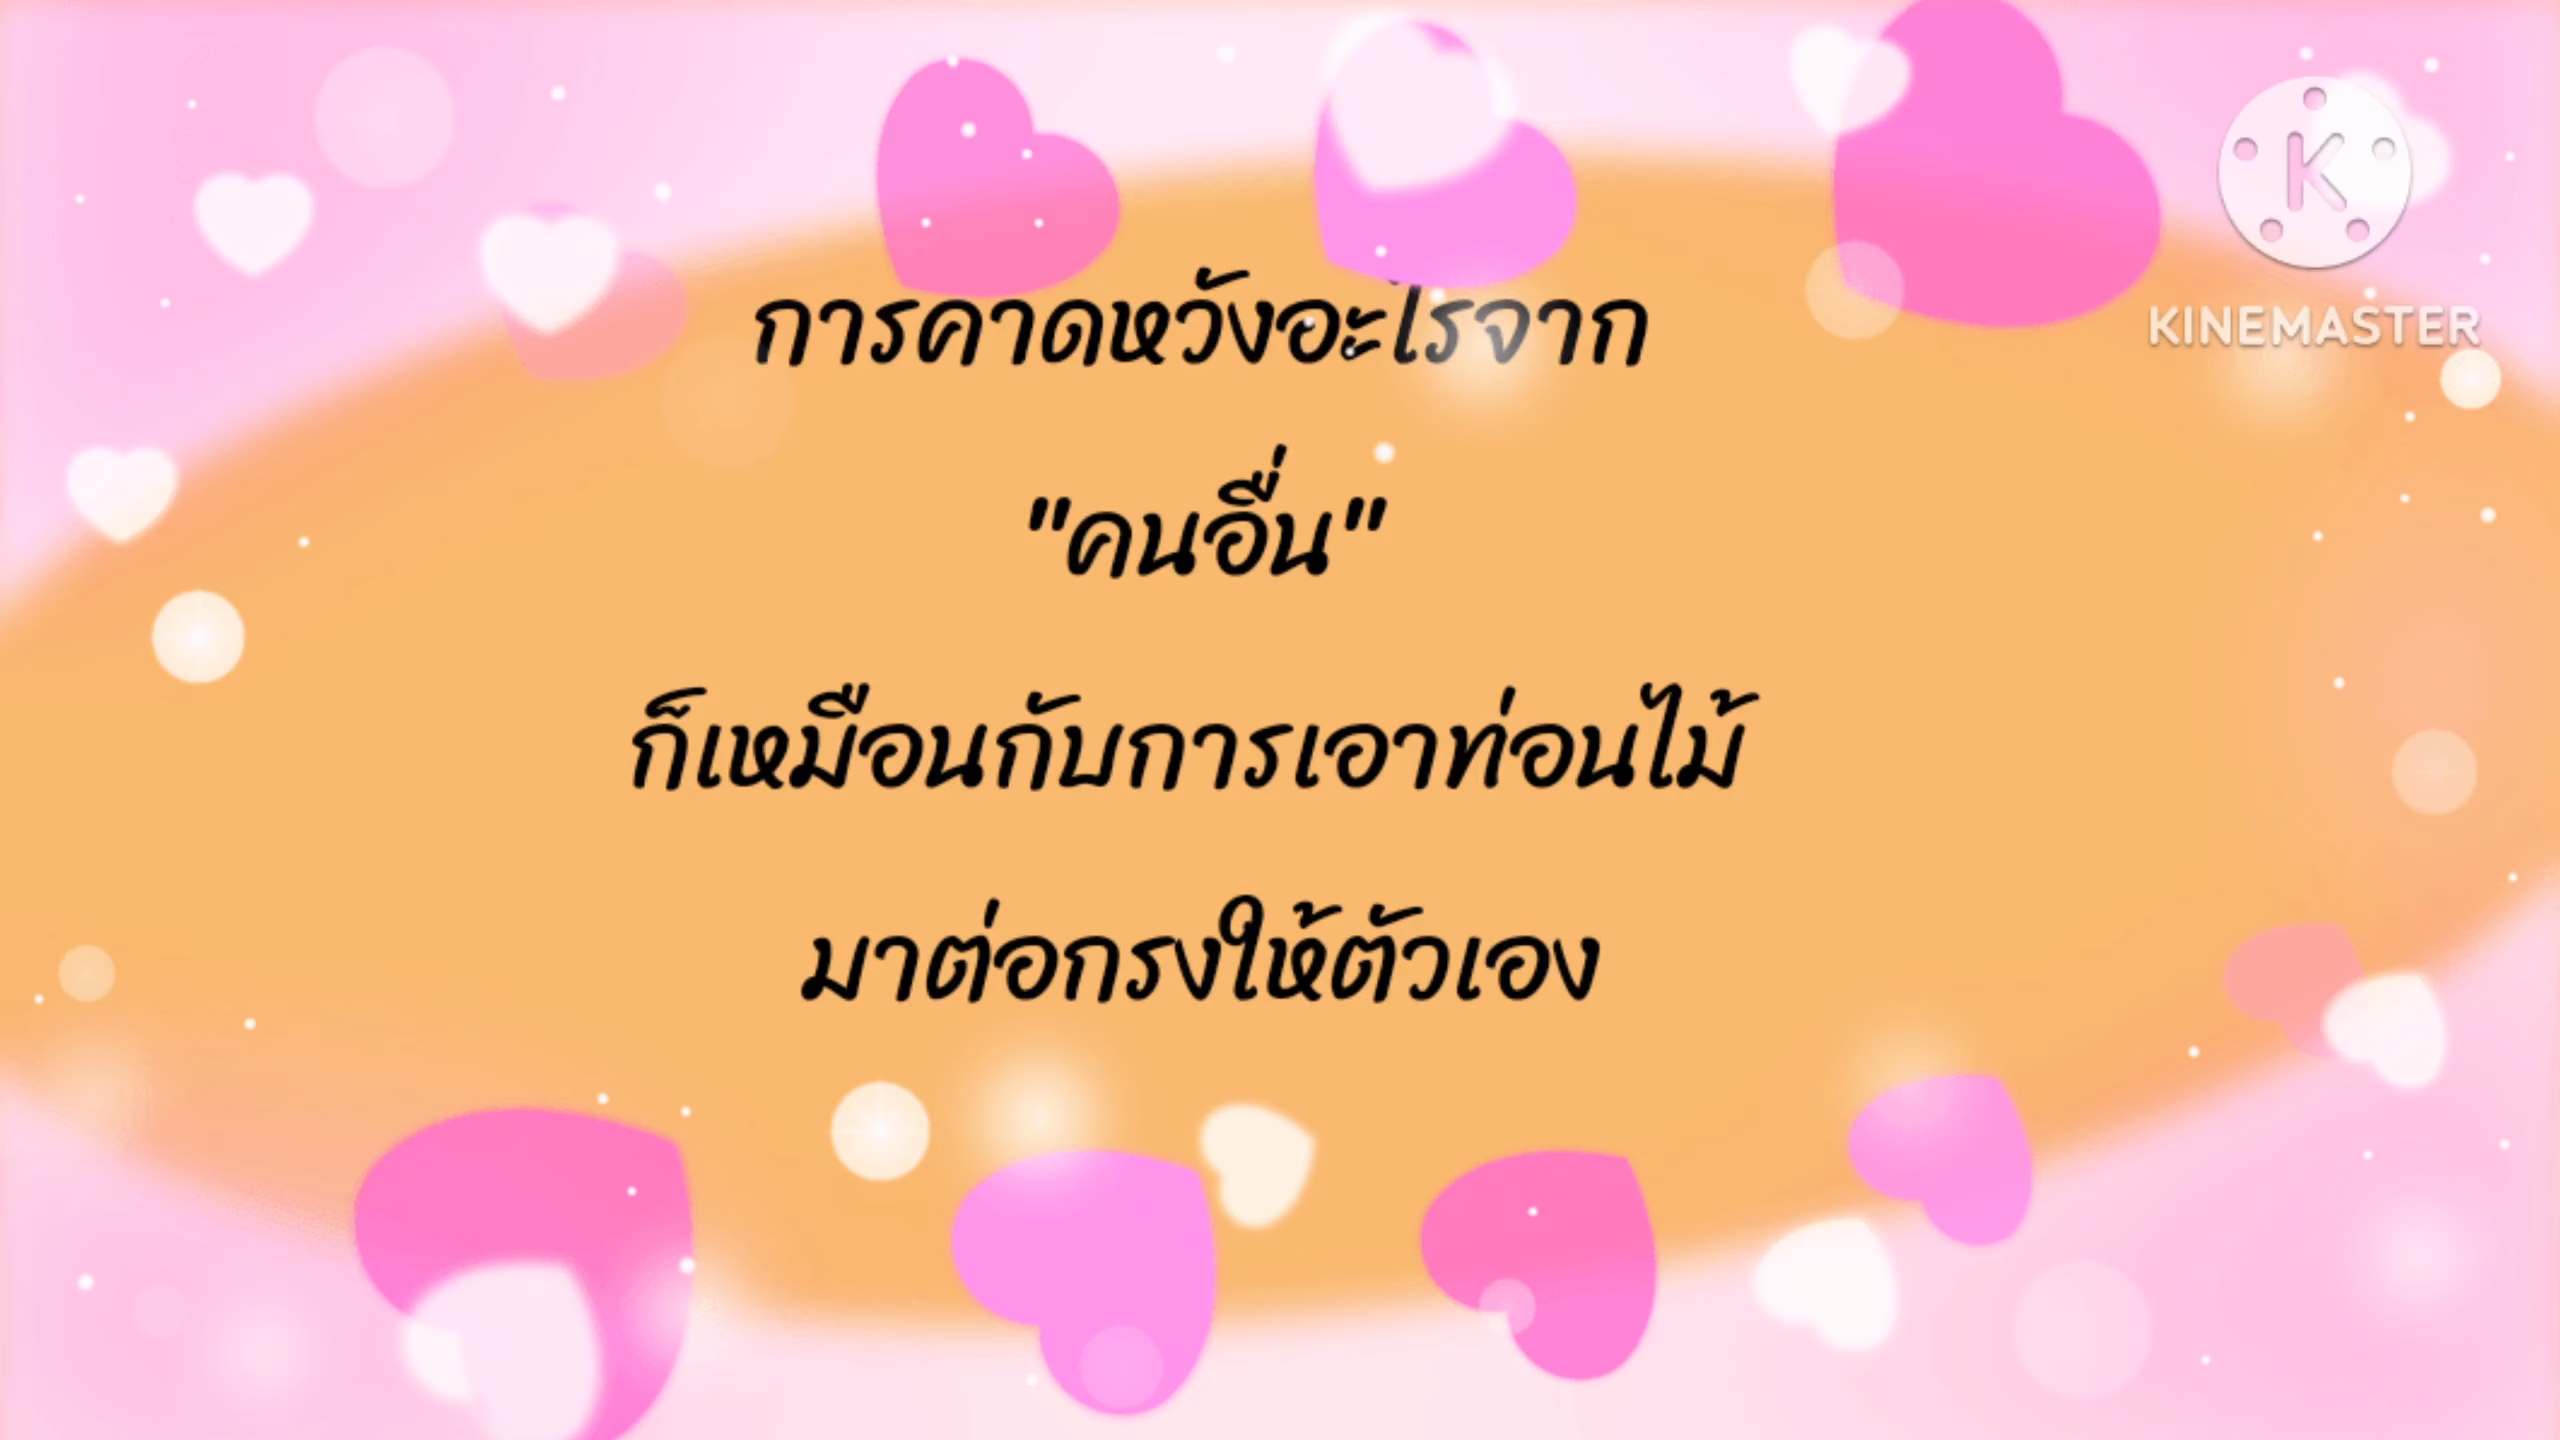 การคาดหวังอะไรจาก
"คนอื่น"
ก็เหมือนกับการเอาท่อนไม้
มาต่อกรงให้ตัวเอง
K
KINEMASTER